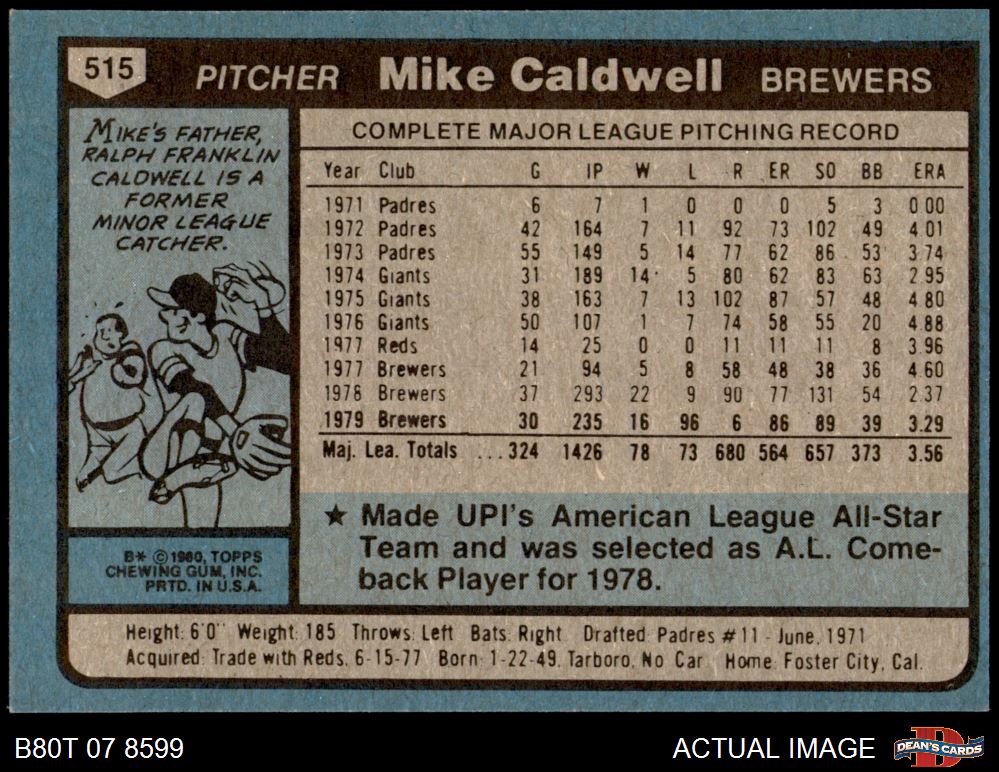 515 PITCHER Mike Caldwell BREWERS
MIKE'S FATHER,
RALPH FRANKLIN
CALDWELL IS A
FORMER
MINOR LEAGUE
CATCHER.
COMPLETE MAJOR LEAGUE PITCHING RECORD
Year Club G IP W L R ER SO BB ERA
1971 Padres 6 7 1 0 0 0 5 3 0 00
1972 Padres 42 164 7 11 92 73 102 49 4.01
1973 Padres 55 149 5 14 77 62 86 53 3.74
1974 Giants 31 189 14 5 80 62 83 63 2.95
1975 Giants 38 163 7 13 102 87 57 48 4.80
1976 Giants 50 107 1 7 74 58 55 20 4.88
1977 Reds 14 25 0 0 11 11 11 8 3.96
1977 Brewers 21 94 5 8 58 48 38 36 4.60
1978 Brewers 37 293 22 9 90 77 131 54 2.37
1979 Brewers 30 235 16 96 6 86 89 39 3.29
Maj. Lea. Totals ...324 1426 78 73 680 564 657 373 3.56
★ Made UPI's American League All-Star
Team and was selected as A.L. Come-
back Player for 1978.
B* © 1980, TOPPS
CHEWING GUM, INC.
PRTD. IN U.S.A.
Height: 6'0" Weight: 185 Throws: Left Bats: Right Drafted: Padres #11 - June, 1971
Acquired: Trade with Reds, 6-15-77 Born: 1-22-49, Tarboro, No Car Home: Foster City, Cal.
B80T 07 8599
ACTUAL IMAGE
D
DEAN'S CARDS